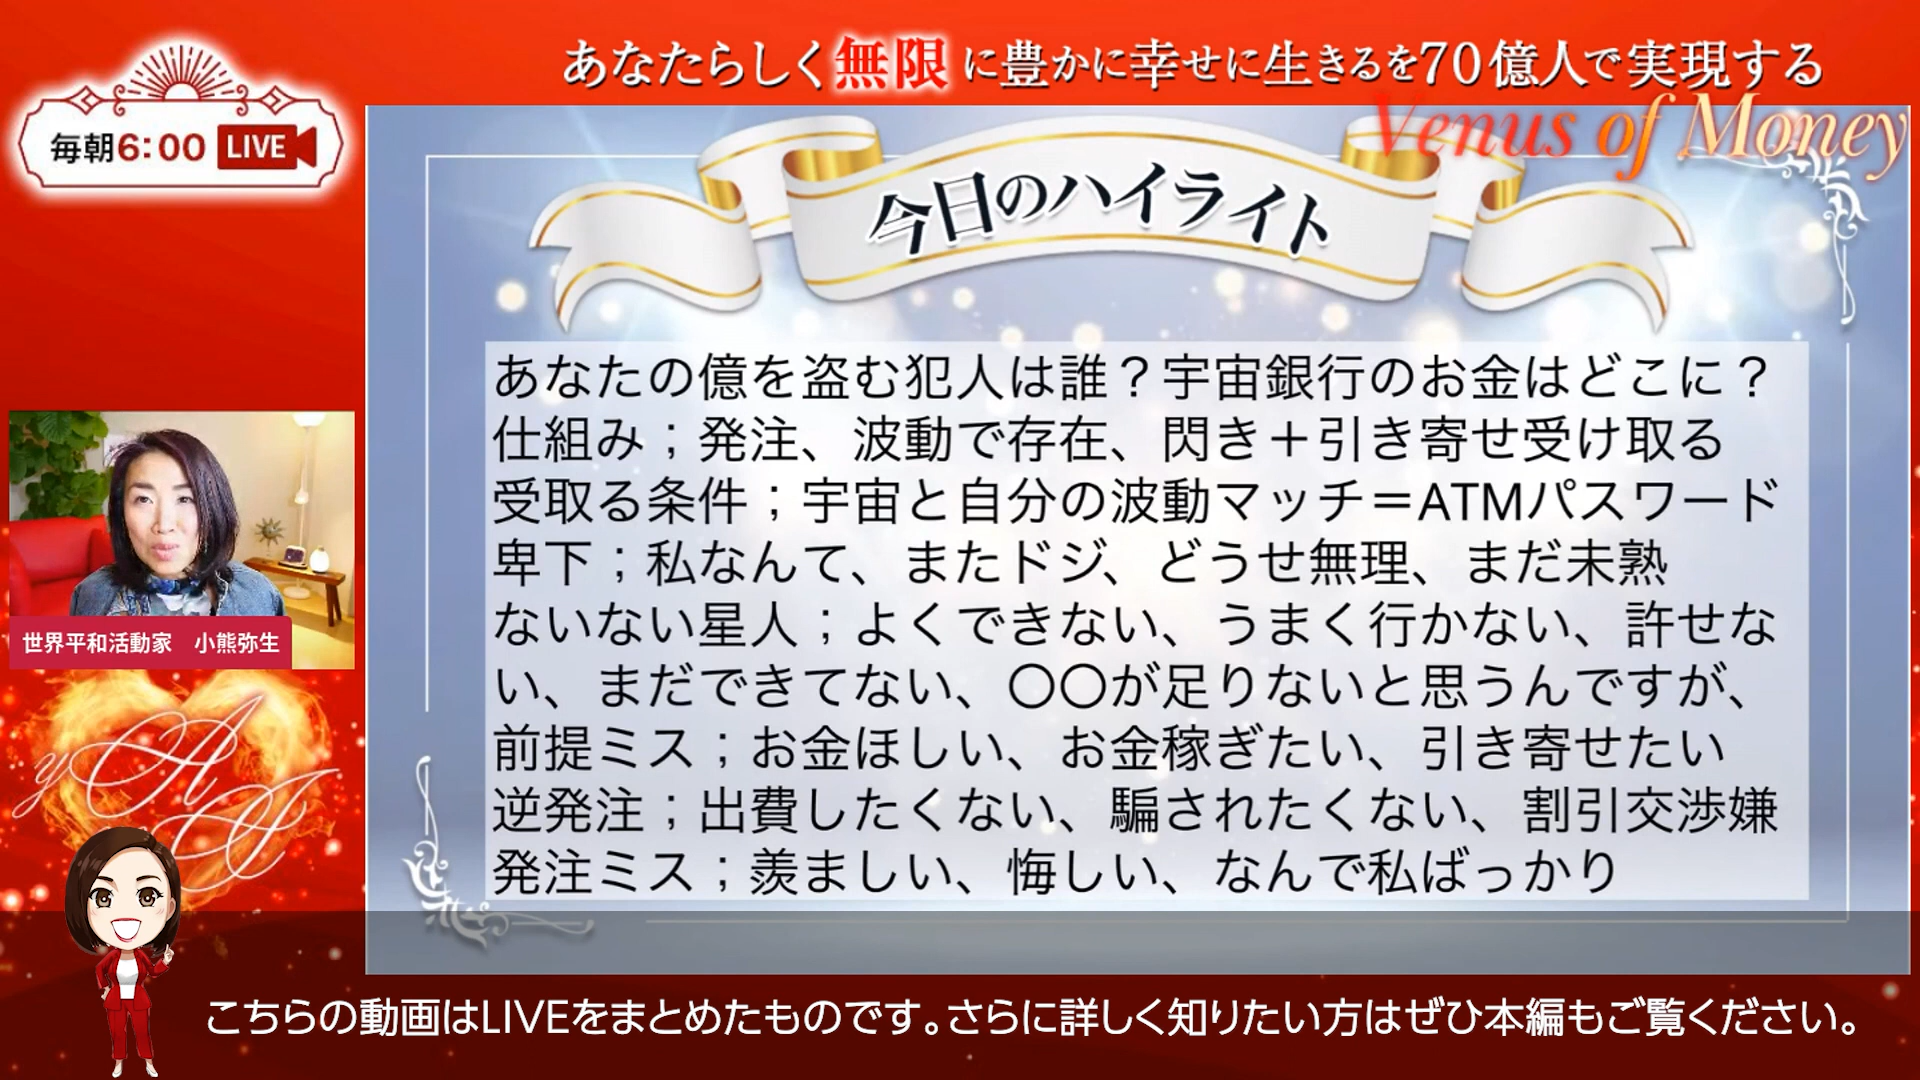 あなたらしく無限に豊かに幸せに生きるを70億人で実現する
毎朝6:00 LIVE
Venus of Money
今日のハイライト
あなたの億を盗む犯人は誰？宇宙銀行のお金はどこに？
仕組み；発注、波動で存在、閃き＋引き寄せ受け取る
受取る条件；宇宙と自分の波動マッチ＝ATMパスワード
卑下；私なんて、またドジ、どうせ無理、まだ未熟
ないない星人；よくできない、うまく行かない、許せな
い、まだできてない、〇〇が足りないと思うんですが、
前提ミス；お金ほしい、お金稼ぎたい、引き寄せたい
逆発注；出費したくない、騙されたくない、割引交渉嫌
発注ミス；羨ましい、悔しい、なんで私ばっかり
世界平和活動家　小熊弥生
こちらの動画はLIVEをまとめたものです。さらに詳しく知りたい方はぜひ本編もご覧ください。